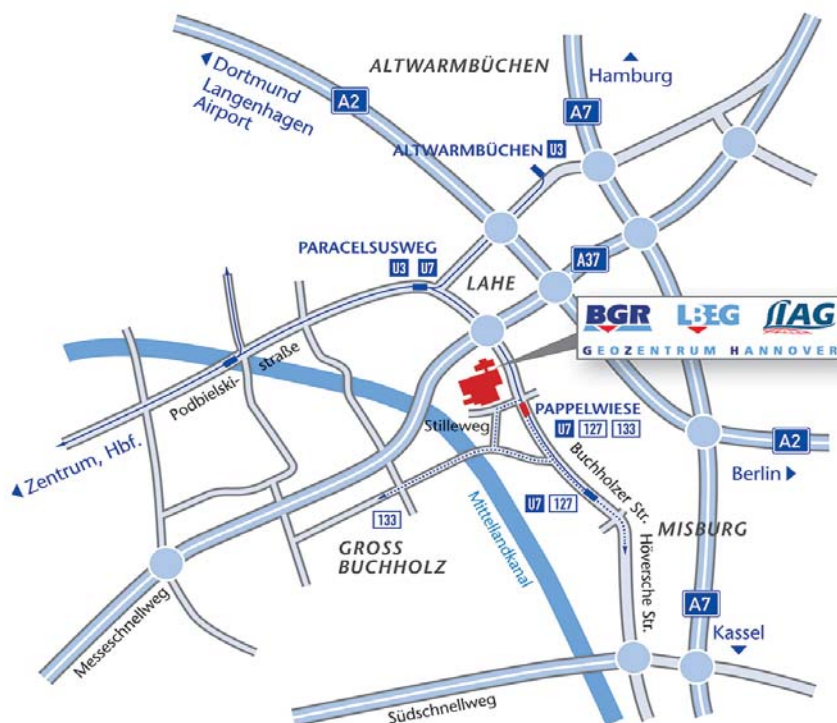 Dortmund
Langenhagen
Airport
A2
ALTWARMBÜCHEN
A7
Hamburg
ALTWARMBÜCHEN U3
PARACELSUSWEG
U3 U7
LAHE
A37
BGR LBEG LIAG
GEOZENTRUM HANNOVER
Podbielski-
straße
Zentrum, Hbf.
Stilleweg
PAPPELWIESE
U7 127 133
A2
Berlin
Buchholzer Str.
U7 127
133
GROSS
BUCHHOLZ
Mittellandkanal
MISBURG
Höversche Str.
Messeschnellweg
A7
Kassel
Südschnellweg